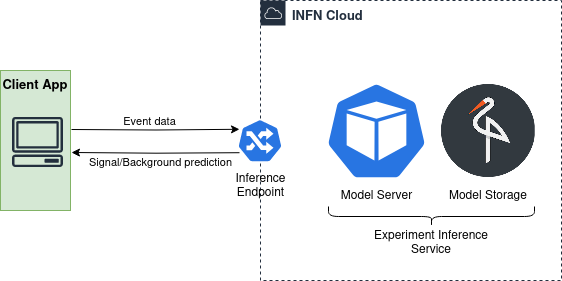 INFN Cloud
Client App
Event data
Signal/Background prediction
Inference
Endpoint
Model Server
Model Storage
Experiment Inference
Service